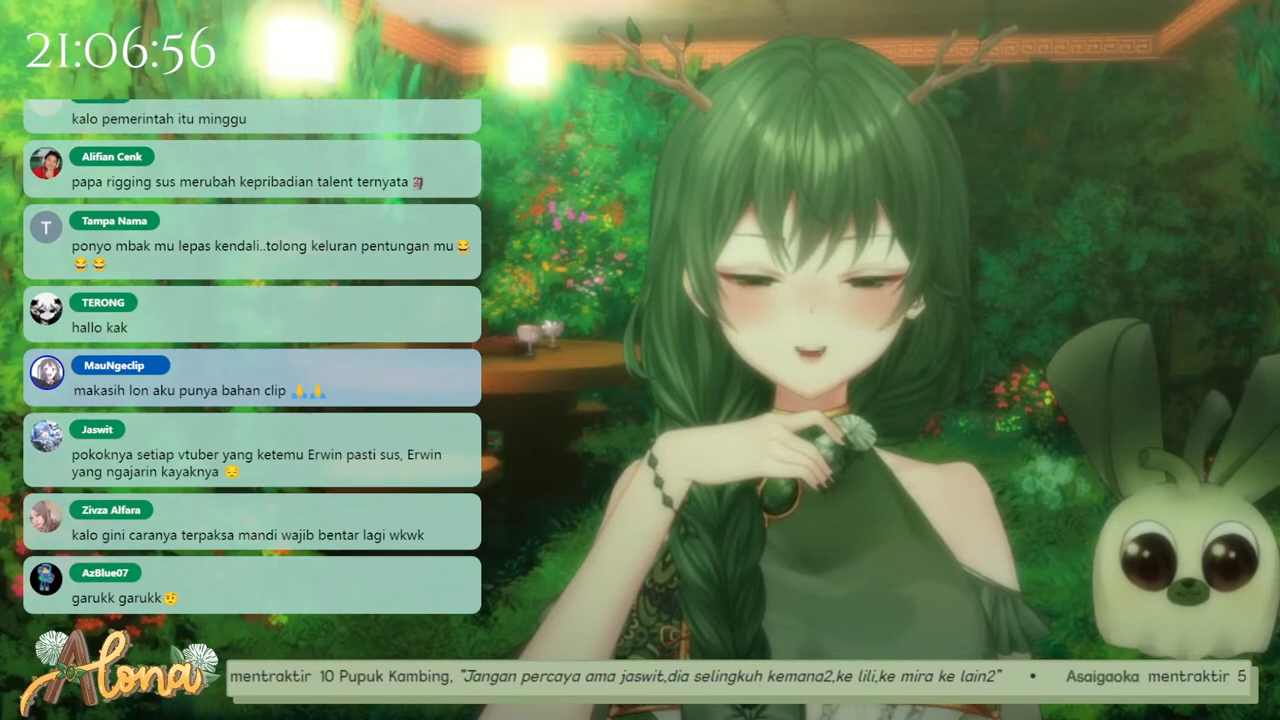 21:06:56
kalo pemerintah itu minggu
Alifian Cenk
papa rigging sus merubah kepribadian talent ternyata 🗿
T
Tampa Nama
ponyo mbak mu lepas kendali..tolong keluran pentungan mu😂
😂 😂
TERONG
hallo kak
MauNgeclip
makasih lon aku punya bahan clip 🙏🙏
Jaswit
pokoknya setiap vtuber yang ketemu Erwin pasti sus, Erwin
yang ngajarin kayaknya 😔
Zivza Alfara
kalo gini caranya terpaksa mandi wajib bentar lagi wkwk
AzBlue07
garukk garukk🤨
Alona
mentraktir 10 Pupuk Kambing, "Jangan percaya ama jaswit,dia selingkuh kemana2,ke lili,ke mira ke lain2" • Asaigaoka mentraktir 5